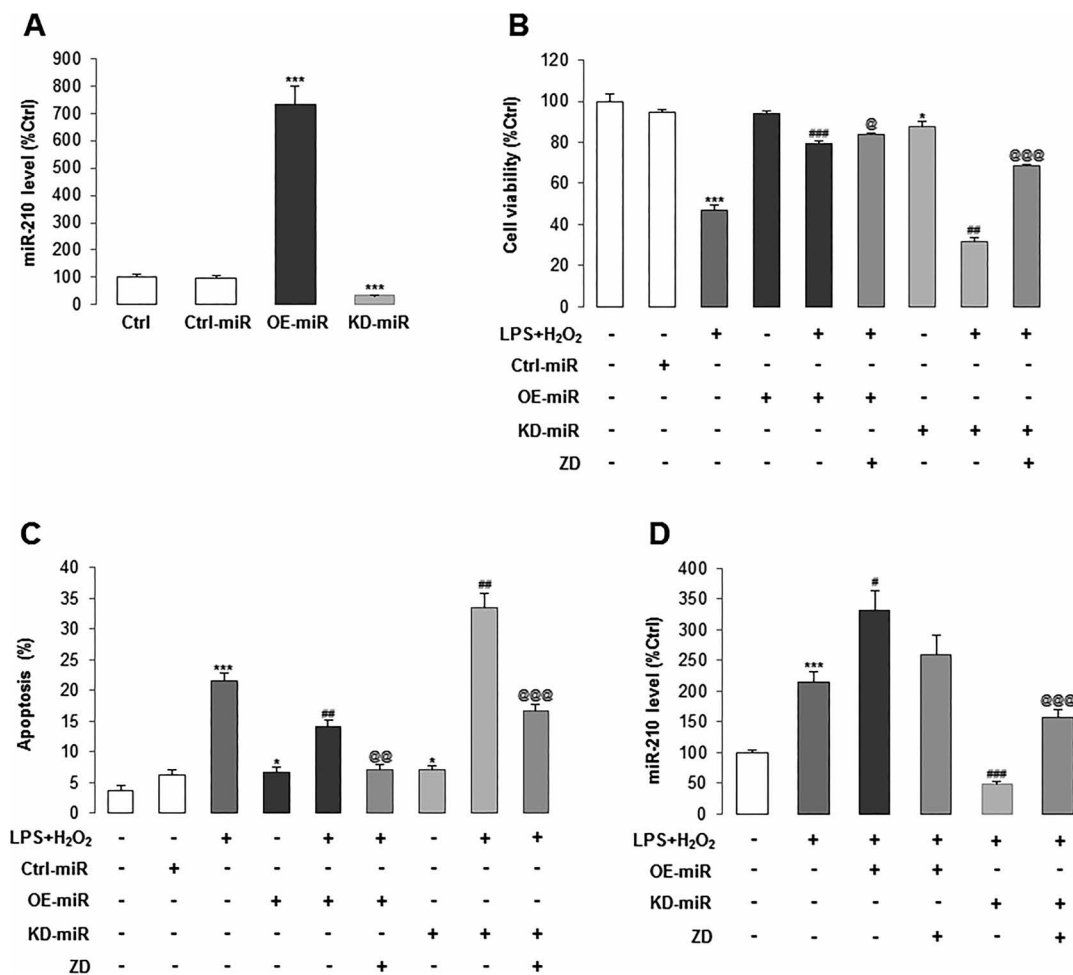 A
miR-210 level (%Ctrl)
900
800
700
600
500
400
300
200
100
0
***
***
Ctrl Ctrl-miR OE-miR KD-miR
B
Cell viability (%Ctrl)
120
100
80
60
40
20
0
***
###
@
*
##
@@@
LPS+H₂O₂ - - + - + + - + +
Ctrl-miR - + - - - - - - -
OE-miR - - - + + + - - -
KD-miR - - - - - - + + +
ZD - - - - - + - - +
C
Apoptosis (%)
40
35
30
25
20
15
10
5
0
***
*
##
@@
*
##
@@@
LPS+H₂O₂ - - + - + + - + +
Ctrl-miR - + - - - - - - -
OE-miR - - - + + + - - -
KD-miR - - - - - - + + +
ZD - - - - - + - - +
D
miR-210 level (%Ctrl)
400
350
300
250
200
150
100
50
0
***
#
###
@@@
LPS+H₂O₂ - + + + + +
OE-miR - - + + - -
KD-miR - - - - + +
ZD - - - + - +